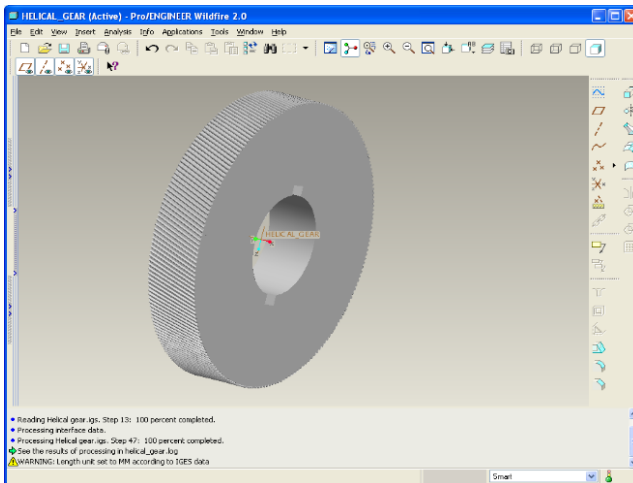 HELICAL_GEAR (Active) - Pro/ENGINEER Wildfire 2.0
File Edit View Insert Analysis Info Applications Tools Window Help
HELICAL_GEAR
Reading Helical gear.igs. Step 13: 100 percent completed.
Processing interface data.
Processing Helical gear.igs. Step 47: 100 percent completed.
See the results of processing in helical_gear.log
WARNING: Length unit set to MM according to IGES data
Smart